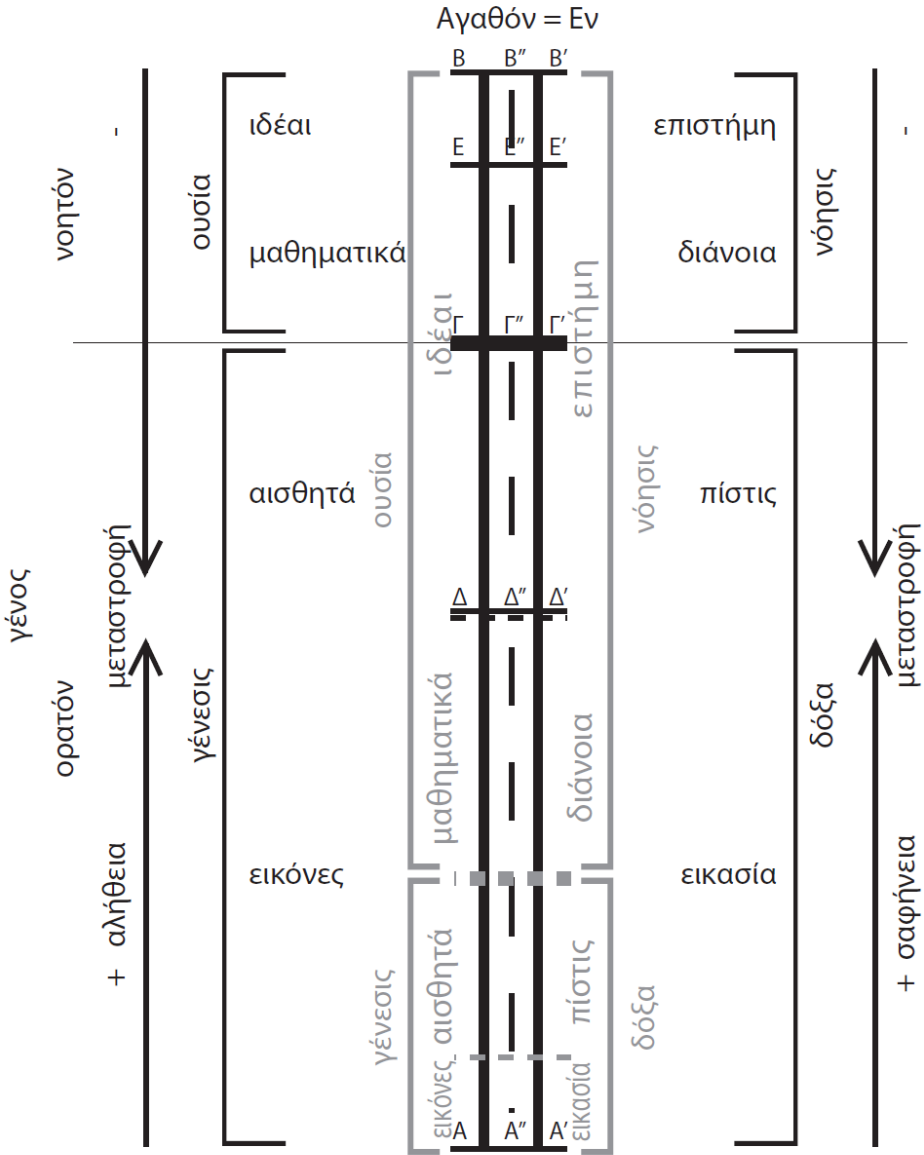 Αγαθόν = Εν
Β Β″ Β′
ιδέαι
επιστήμη
-
-
Ε Ε″ Ε′
νοητόν
ουσία
νόησις
μαθηματικά
διάνοια
ιδέαι
επιστήμη
Γ Γ″ Γ′
αισθητά
πίστις
ουσία
νόησις
γένος
μεταστροφή
μεταστροφή
Δ Δ″ Δ′
ορατόν
γένεσις
δόξα
μαθηματικά
διάνοια
εικόνες
εικασία
+ αλήθεια
+ σαφήνεια
γένεσις
αισθητά
πίστις
δόξα
εικόνες
εικασία
Α Α″ Α′